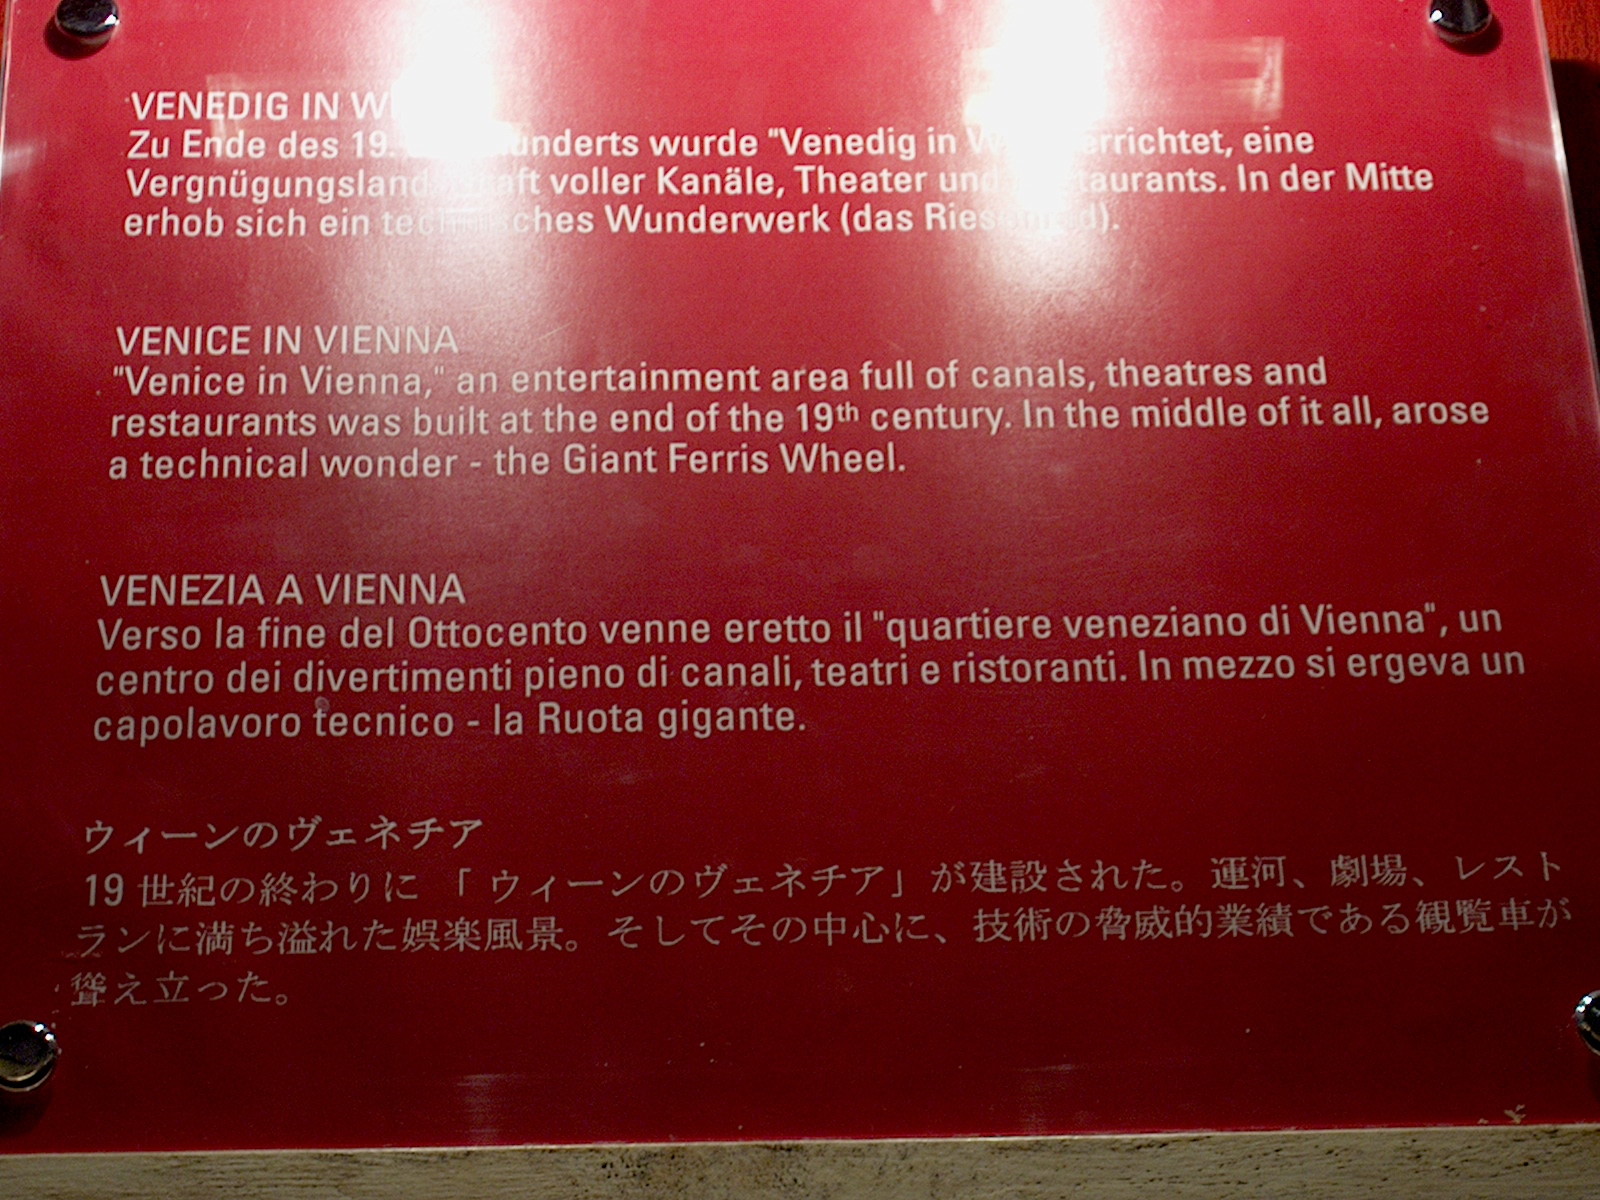 VENEDIG IN
Zu Ende des 19. wurde "Venedig in errichtet, eine
voller Kanäle, Theater und In der Mitte
erhob sich ein technisches Wunderwerk (das
VENICE IN VIENNA
"Venice in Vienna," an entertainment area full of canals, theatres and
restaurants was built at the end of the 19th century. In the middle of it all, arose
a technical wonder - the Giant Ferris Wheel.
VENEZIA A VIENNA
Verso la fine del Ottocento venne eretto il "quartiere veneziano di Vienna", un
centro dei divertimenti pieno di canali, teatri e ristoranti. In mezzo si ergeva un
capolavoro tecnico - la Ruota gigante.
ウィーンのヴェネチア
19 世紀の終わりに 「 ウィーンのヴェネチア」が建設された。運河、劇場、レスト
ランに満ち溢れた娯楽風景。そしてその中心に、技術の脅威的業績である観覧車が
聳え立った。